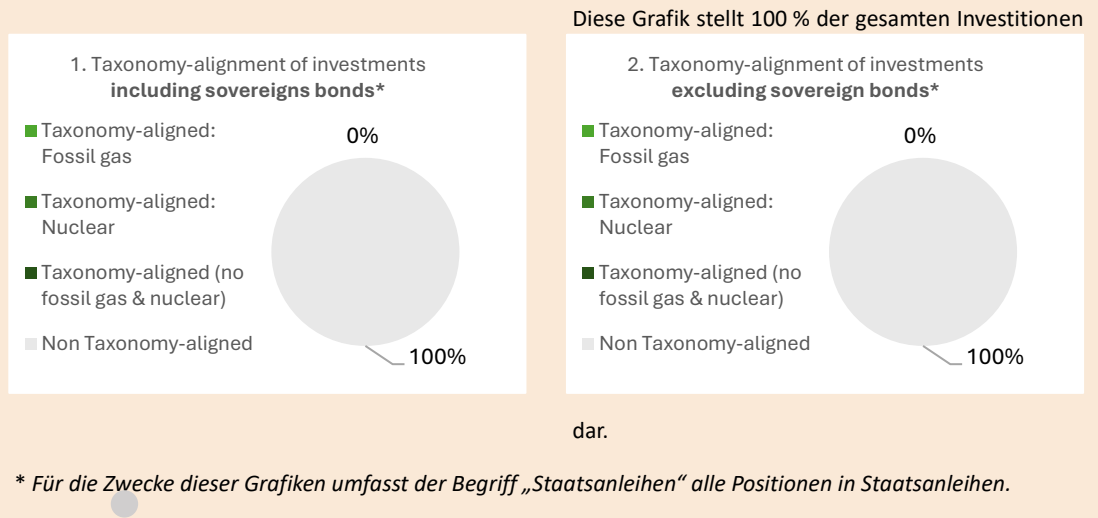 Diese Grafik stellt 100 % der gesamten Investitionen
1. Taxonomy-alignment of investments
including sovereigns bonds*
Taxonomy-aligned:
Fossil gas
Taxonomy-aligned:
Nuclear
Taxonomy-aligned (no
fossil gas & nuclear)
Non Taxonomy-aligned
0%
100%
2. Taxonomy-alignment of investments
excluding sovereign bonds*
Taxonomy-aligned:
Fossil gas
Taxonomy-aligned:
Nuclear
Taxonomy-aligned (no
fossil gas & nuclear)
Non Taxonomy-aligned
0%
100%
dar.
* Für die Zwecke dieser Grafiken umfasst der Begriff „Staatsanleihen“ alle Positionen in Staatsanleihen.